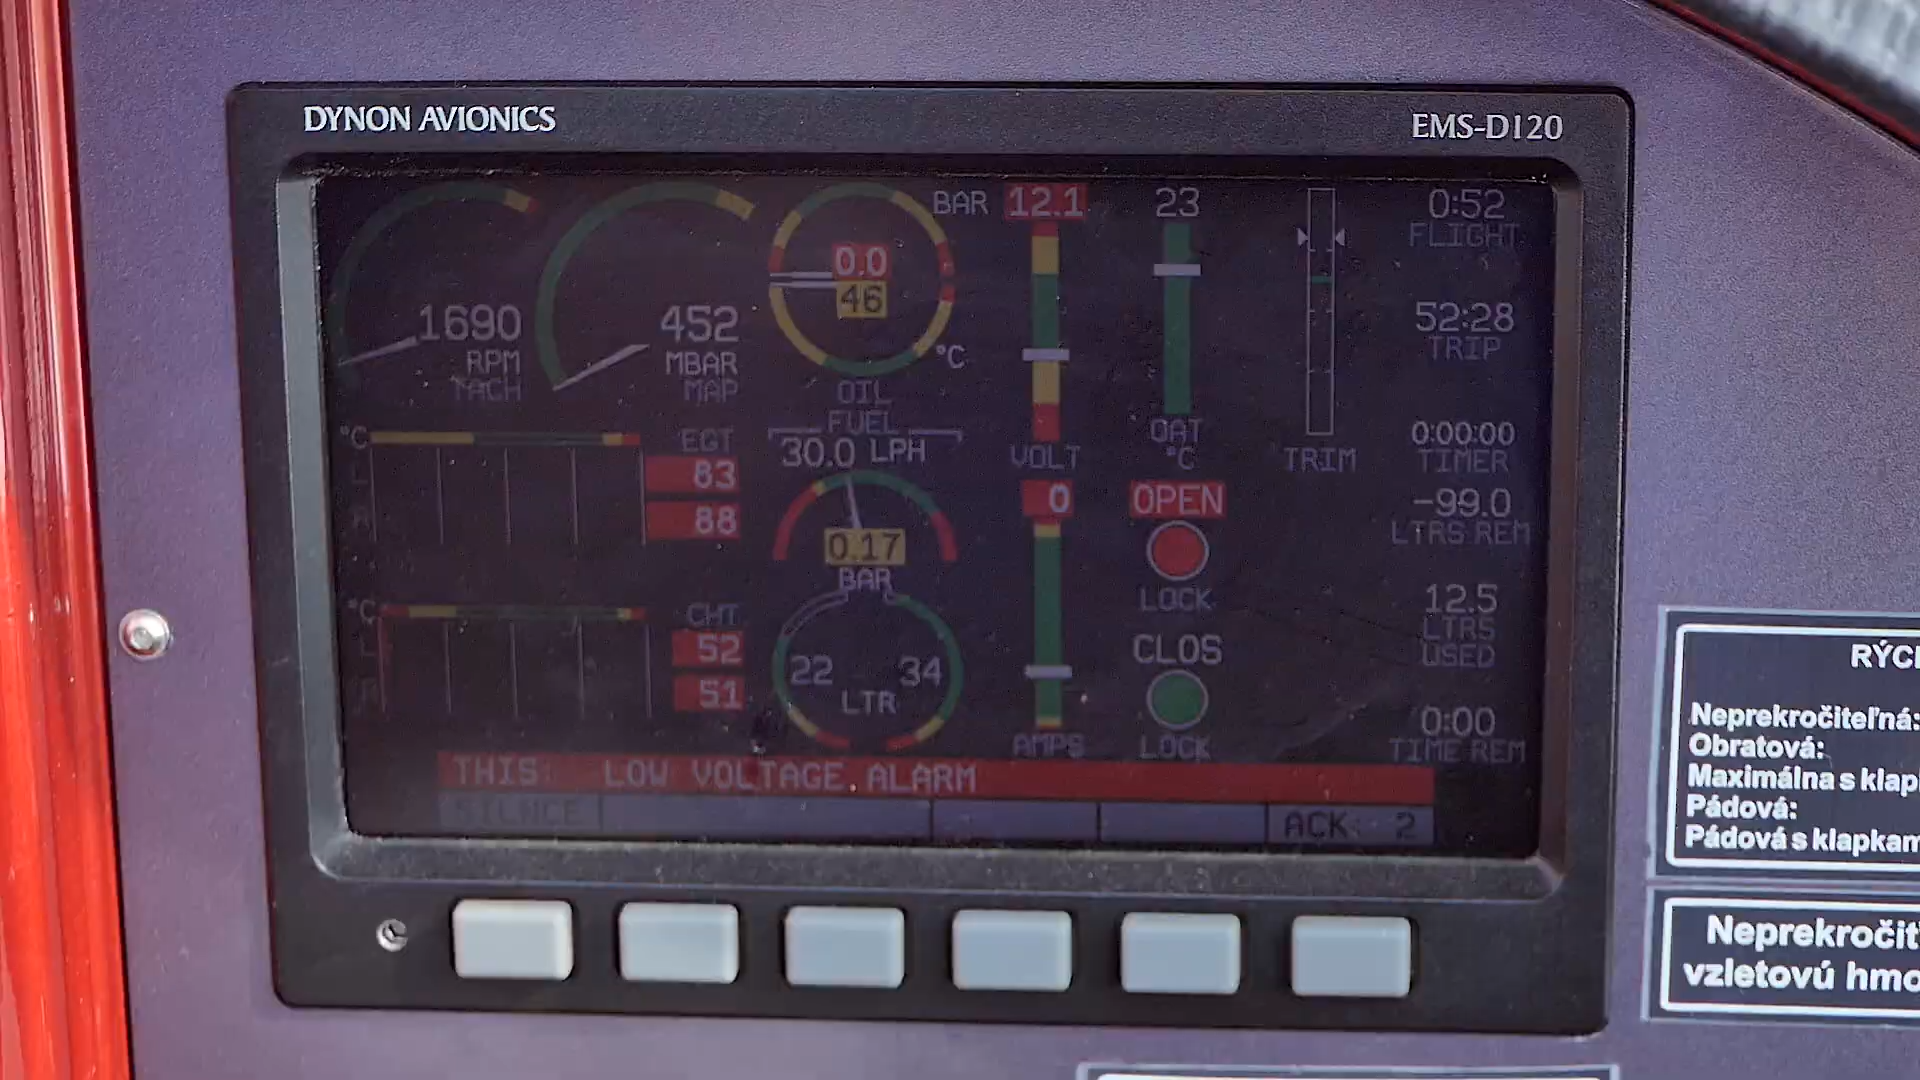 DYNON AVIONICS
EMS-D120
1690
RPM
TACH
452
MBAR
MAP
BAR
0.0
46
°C
OIL
12.1
VOLT
23
OAT
°C
TRIM
0:52
FLIGHT
52:28
TRIP
0:00:00
TIMER
-99.0
LTRS REM
12.5
LTRS
USED
0:00
TIME REM
°C
EGT
L
83
R
88
FUEL
30.0 LPH
0.17
BAR
22
34
LTR
0
AMPS
OPEN
LOCK
CLOS
LOCK
°C
CHT
L
52
R
51
THIS: LOW VOLTAGE ALARM
SILNCE
ACK: 2
RÝCH
Neprekročiteľná:
Obratová:
Maximálna s klap
Pádová:
Pádová s klapkam
Neprekročiť
vzletovú hmo